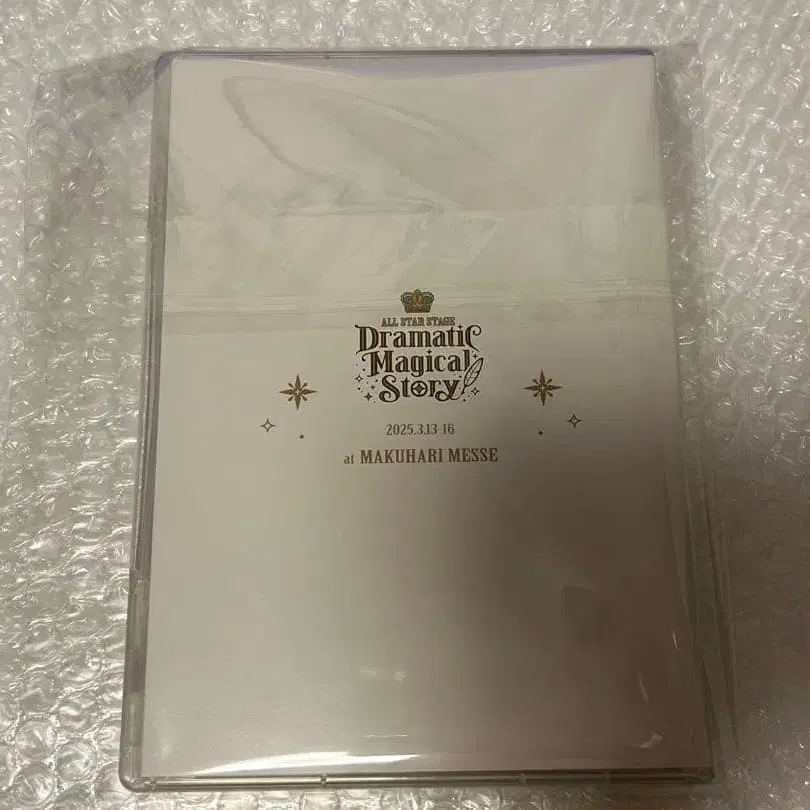 ALL STAR STAGE
Dramatic
Magical
Story
2025.3.13-16
at MAKUHARI MESSE